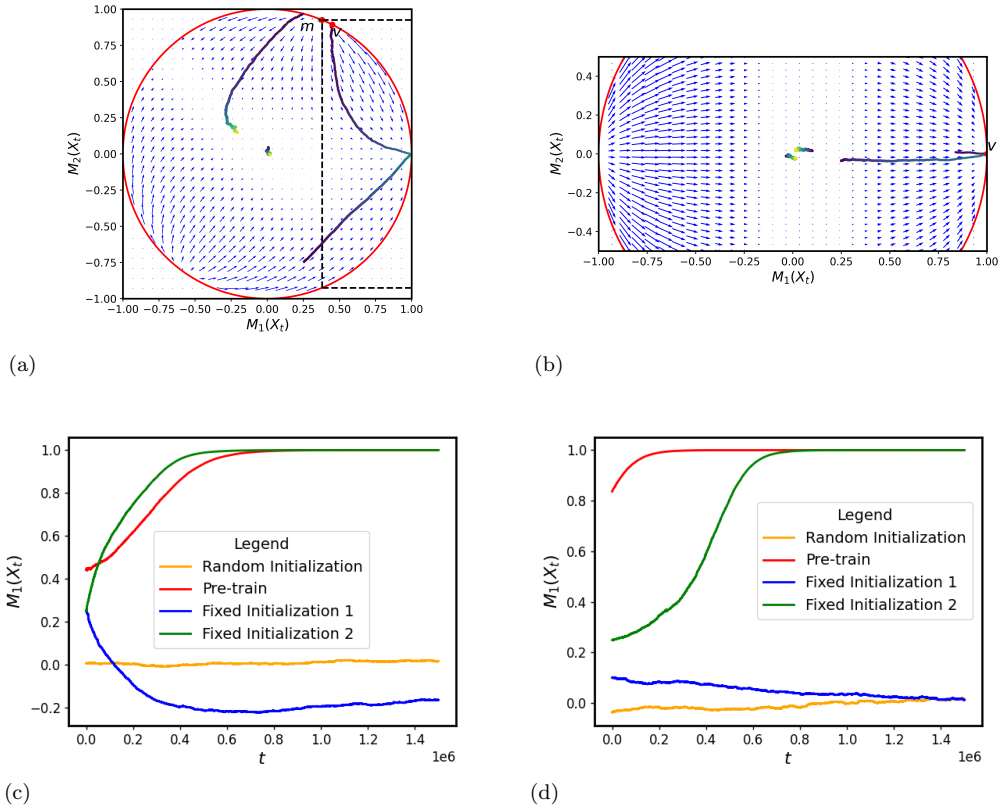 1.00
0.75
0.50
0.25
0.00
−0.25
−0.50
−0.75
−1.00
M₂(Xₜ)
m
v
−1.00 −0.75 −0.50 −0.25 0.00 0.25 0.50 0.75 1.00
M₁(Xₜ)
(a)
0.4
0.2
0.0
−0.2
−0.4
M₂(Xₜ)
v
−1.00 −0.75 −0.50 −0.25 0.00 0.25 0.50 0.75 1.00
M₁(Xₜ)
(b)
1.0
0.8
0.6
0.4
0.2
0.0
−0.2
M₁(Xₜ)
Legend
Random Initialization
Pre-train
Fixed Initialization 1
Fixed Initialization 2
0.0 0.2 0.4 0.6 0.8 1.0 1.2 1.4
1e6
t
(c)
1.0
0.8
0.6
0.4
0.2
0.0
M₁(Xₜ)
Legend
Random Initialization
Pre-train
Fixed Initialization 1
Fixed Initialization 2
0.0 0.2 0.4 0.6 0.8 1.0 1.2 1.4
1e6
t
(d)